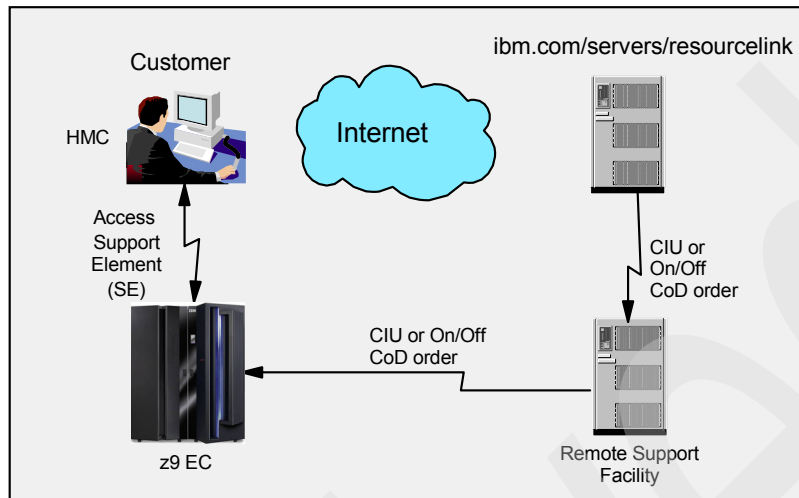 Customer
ibm.com/servers/resourcelink
HMC
Internet
Access
Support
Element
(SE)
CIU or
On/Off
CoD order
CIU or On/Off
CoD order
z9 EC
Remote Support
Facility